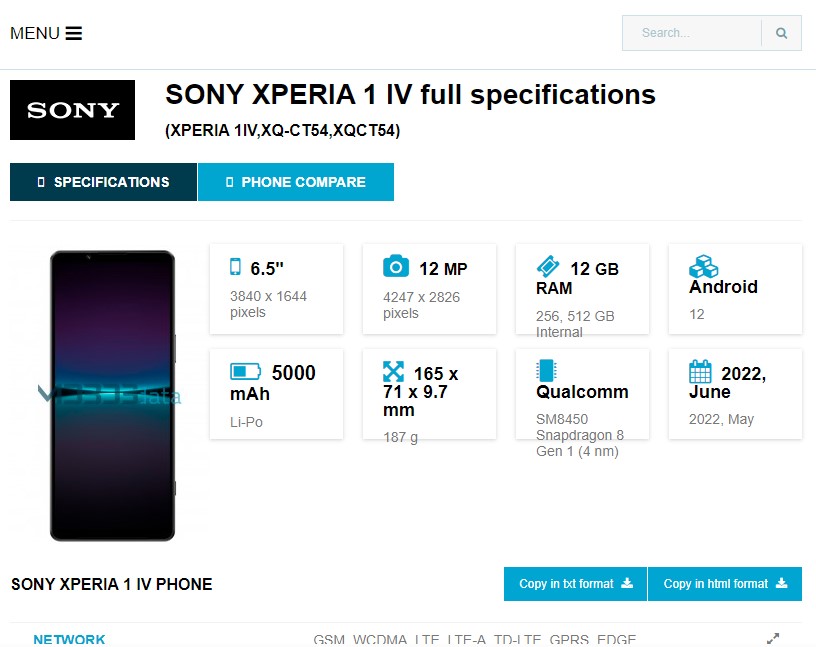 MENU
Search...
SONY
SONY XPERIA 1 IV full specifications
(XPERIA 1IV,XQ-CT54,XQCT54)
SPECIFICATIONS
PHONE COMPARE
6.5"
3840 x 1644
pixels
12 MP
4247 x 2826
pixels
12 GB
RAM
256, 512 GB
Internal
Android
12
5000
mAh
Li-Po
165 x
71 x 9.7
mm
187 g
Qualcomm
SM8450
Snapdragon 8
Gen 1 (4 nm)
2022,
June
2022, May
SONY XPERIA 1 IV PHONE
Copy in txt format
Copy in html format
NETWORK
GSM, WCDMA, LTE, LTE-A, TD-LTE, GPRS, EDGE